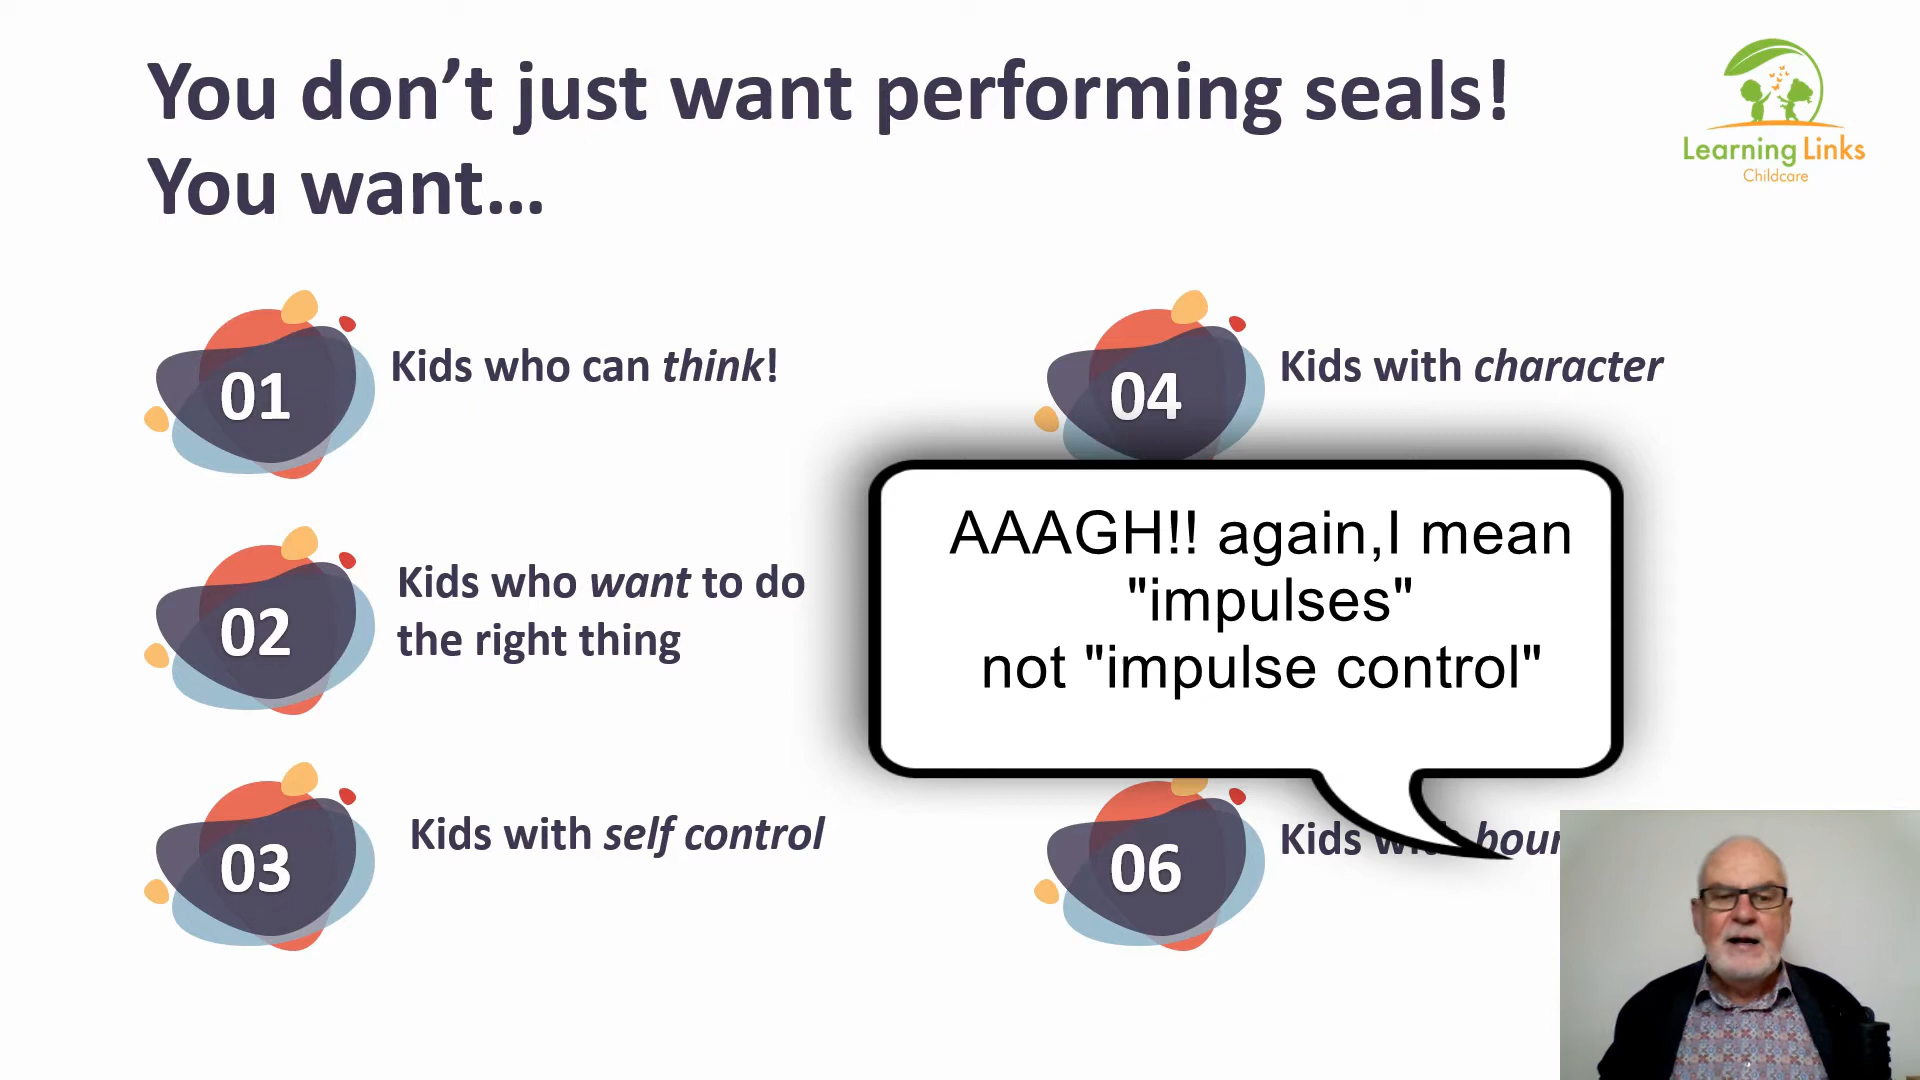 You don’t just want performing seals!
You want...
Learning Links
Childcare
01
Kids who can think!
02
Kids who want to do
the right thing
03
Kids with self control
04
Kids with character
AAAGH!! again,I mean
"impulses"
not "impulse control"
06
Kids